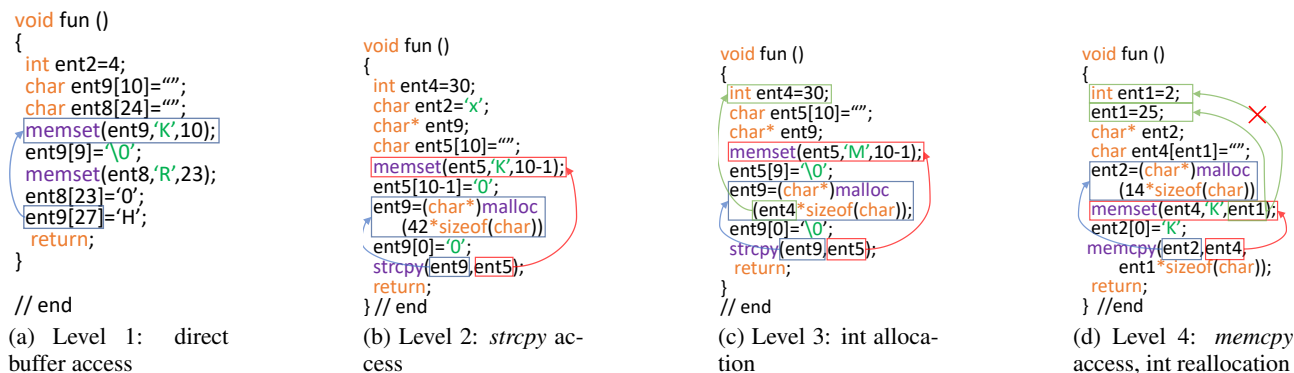 void fun ()
{
int ent2=4;
char ent9[10]=“”;
char ent8[24]=“”;
memset(ent9,‘K’,10);
ent9[9]=‘\0’;
memset(ent8,‘R’,23);
ent8[23]=‘0’;
ent9[27]=‘H’;
return;
}
// end
(a) Level 1: direct
buffer access
void fun ()
{
int ent4=30;
char ent2=‘x’;
char* ent9;
char ent5[10]=“”;
memset(ent5,‘K’,10-1);
ent5[10-1]=‘0’;
ent9=(char*)malloc
(42*sizeof(char))
ent9[0]=‘0’;
strcpy(ent9,ent5);
return;
} // end
(b) Level 2: strcpy ac-
cess
void fun ()
{
int ent4=30;
char ent5[10]=“”;
char* ent9;
memset(ent5,‘M’,10-1);
ent5[9]=‘\0’;
ent9=(char*)malloc
(ent4*sizeof(char));
ent9[0]=‘\0’;
strcpy(ent9,ent5);
return;
}
// end
(c) Level 3: int alloca-
tion
void fun ()
{
int ent1=2;
ent1=25;
char* ent2;
char ent4[ent1]=“”;
ent2=(char*)malloc
(14*sizeof(char))
memset(ent4,‘K’,ent1);
ent2[0]=‘K’;
memcpy(ent2,ent4,
ent1*sizeof(char));
return;
} //end
(d) Level 4: memcpy
access, int reallocation